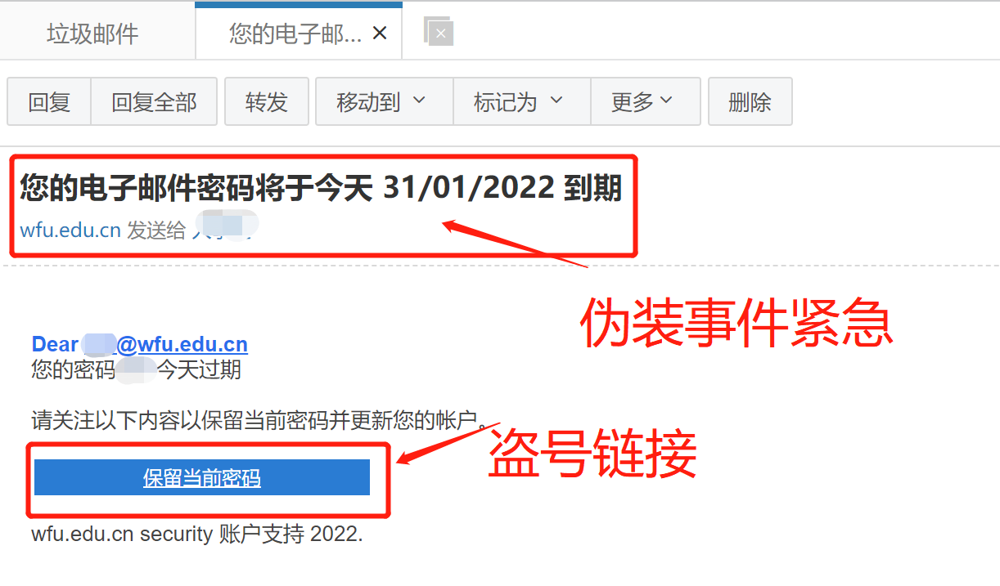 垃圾邮件
您的电子邮...
回复 回复全部 转发 移动到 标记为 更多 删除
您的电子邮件密码将于今天 31/01/2022 到期
wfu.edu.cn 发送给
伪装事件紧急
Dear @wfu.edu.cn
您的密码 今天过期
请关注以下内容以保留当前密码并更新您的帐户。
盗号链接
保留当前密码
wfu.edu.cn security 账户支持 2022.